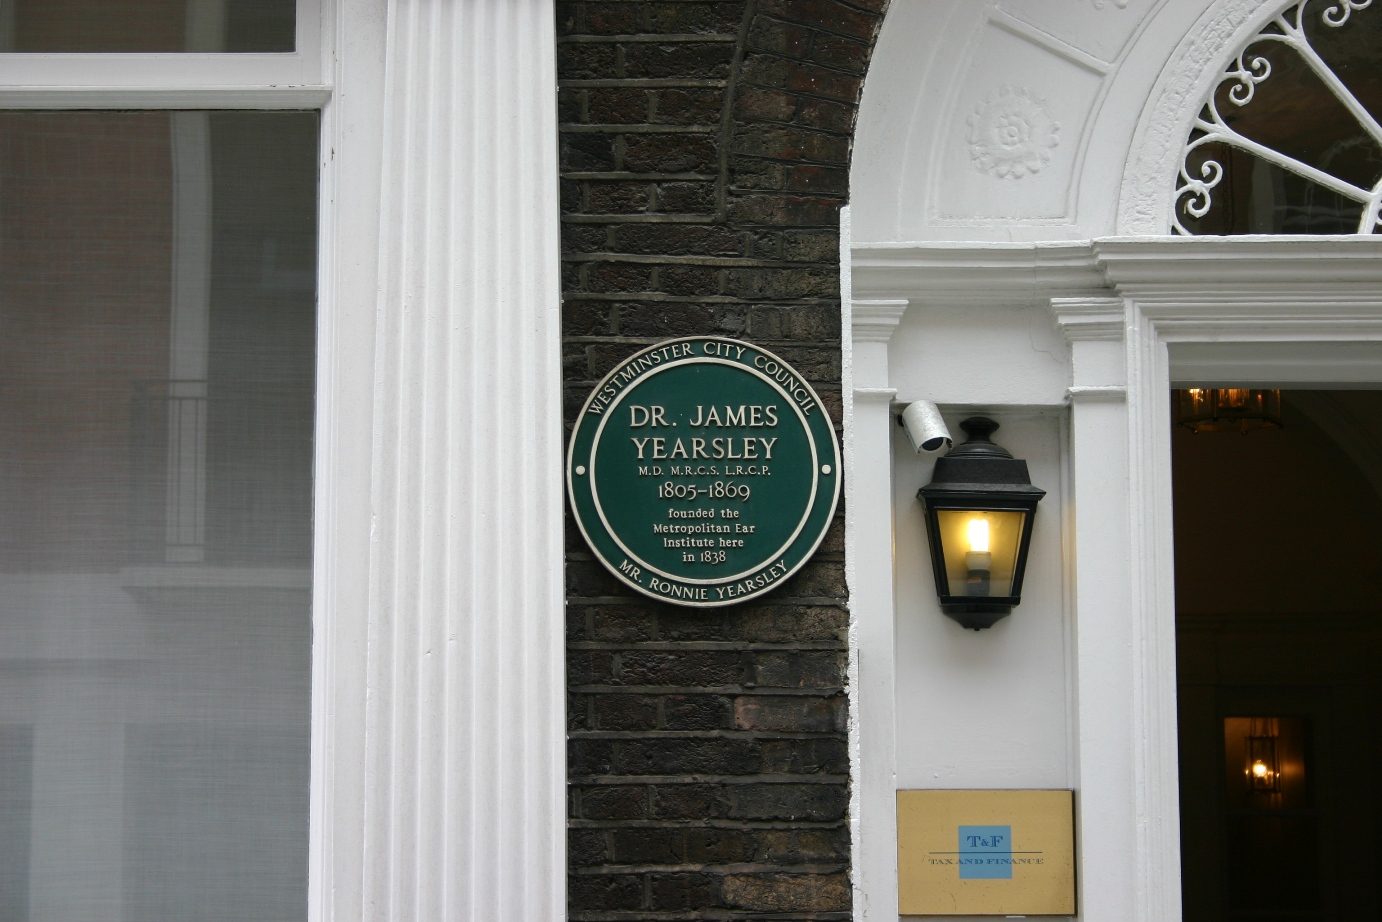 WESTMINSTER CITY COUNCIL
DR. JAMES
YEARSLEY
M.D. M.R.C.S. L.R.C.P.
1805–1869
founded the
Metropolitan Ear
Institute here
in 1838
MR. RONNIE YEARSLEY
T&F
TAX AND FINANCE